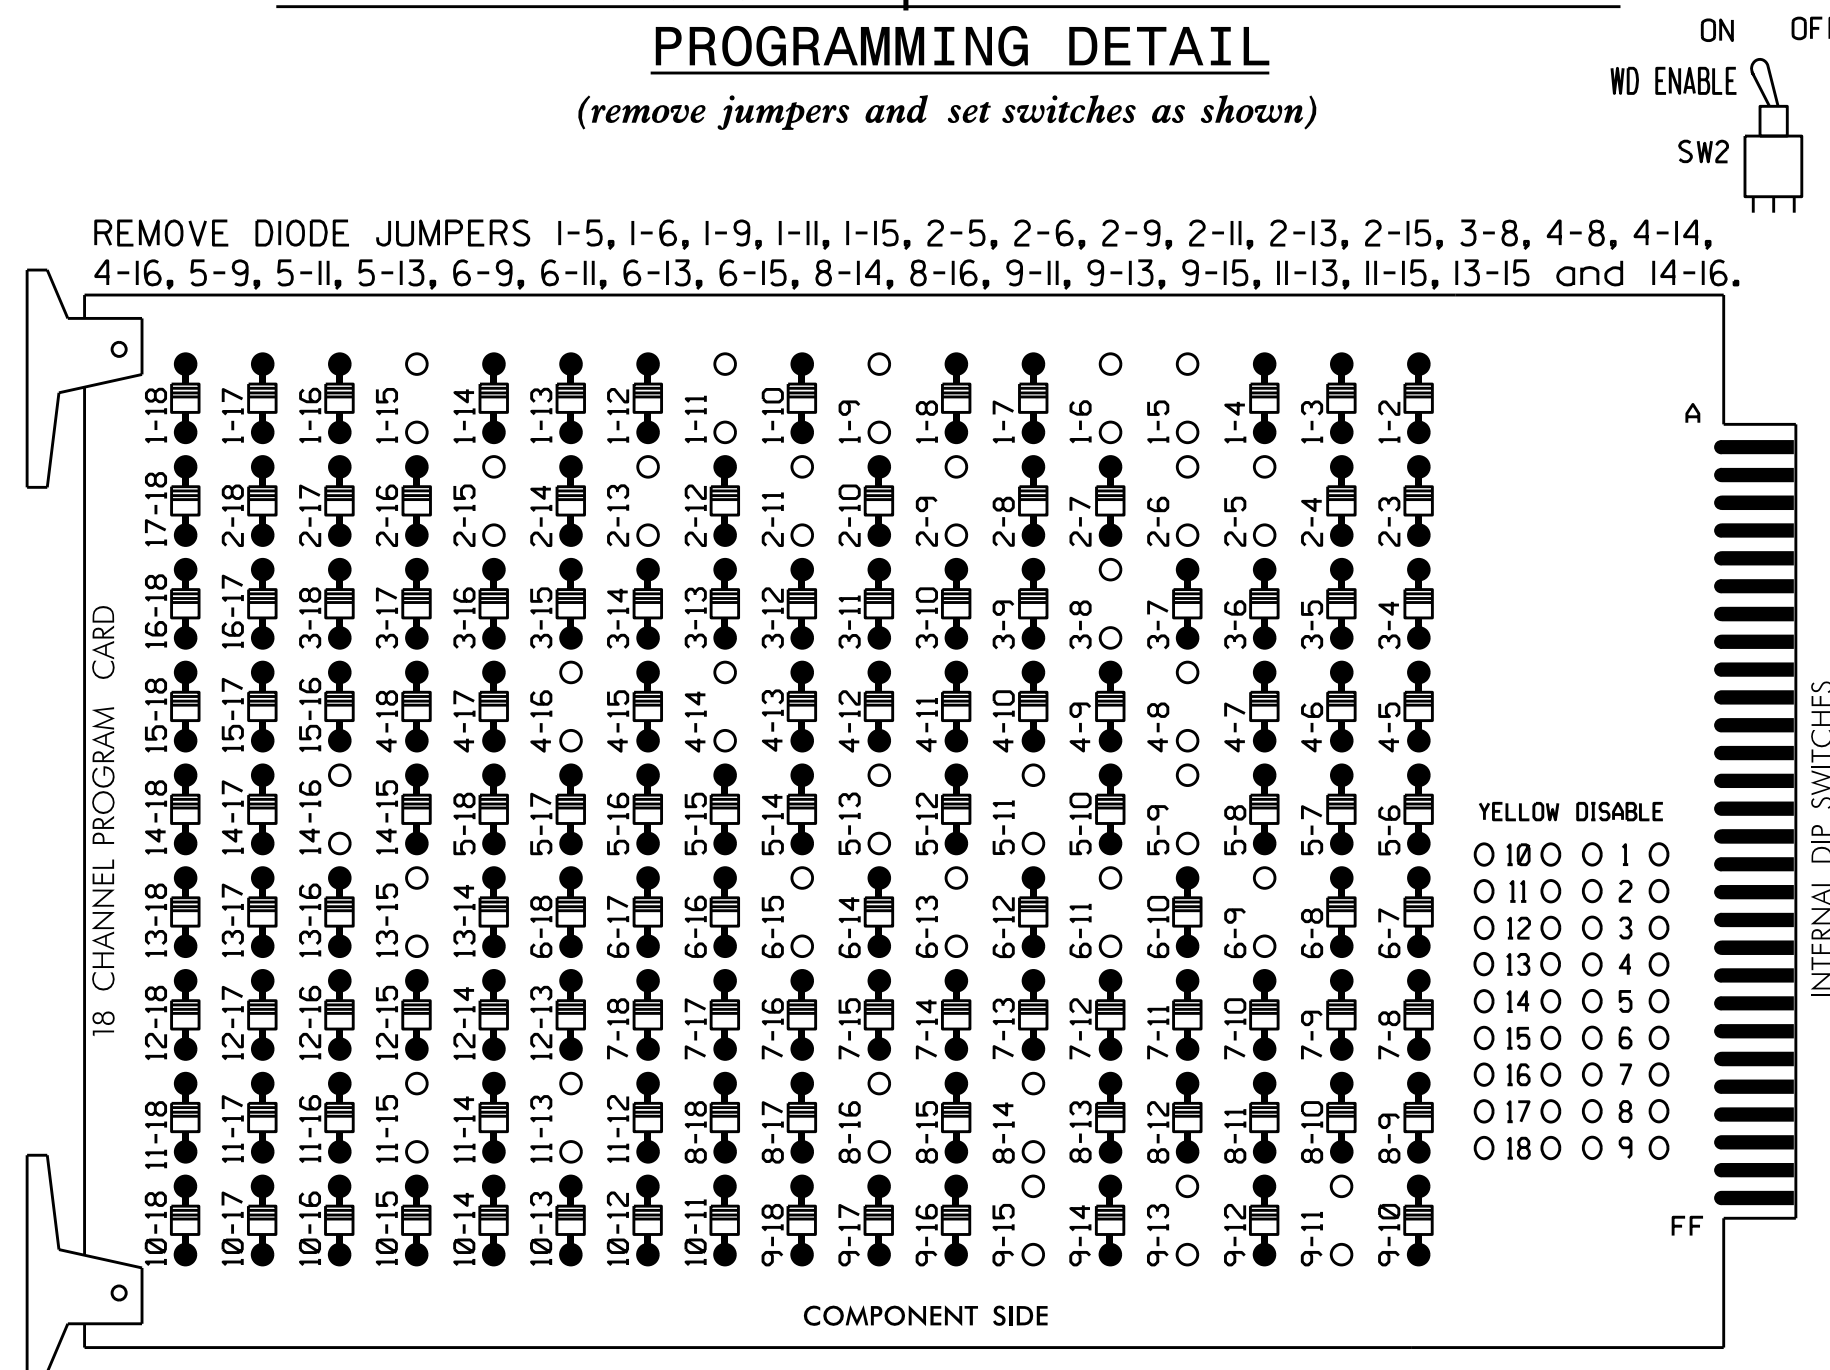 PROGRAMMING DETAIL
(remove jumpers and set switches as shown)
ON
WD ENABLE
SW2
REMOVE DIODE JUMPERS 1-5, 1-6, 1-9, 1-11, 1-15, 2-5, 2-6, 2-9, 2-11, 2-13, 2-15, 3-8, 4-8, 4-14,
4-16, 5-9, 5-11, 5-13, 6-9, 6-11, 6-13, 6-15, 8-14, 8-16, 9-11, 9-13, 9-15, 11-13, 11-15, 13-15 and 14-16.
1-18 1-17 1-16 1-15 1-14 1-13 1-12 1-11 1-10 1-9 1-8 1-7 1-6 1-5 1-4 1-3 1-2
17-18 2-18 2-17 2-16 2-15 2-14 2-13 2-12 2-11 2-10 2-9 2-8 2-7 2-6 2-5 2-4 2-3
16-18 16-17 3-18 3-17 3-16 3-15 3-14 3-13 3-12 3-11 3-10 3-9 3-8 3-7 3-6 3-5 3-4
15-18 15-17 15-16 4-18 4-17 4-16 4-15 4-14 4-13 4-12 4-11 4-10 4-9 4-8 4-7 4-6 4-5
14-18 14-17 14-16 14-15 5-18 5-17 5-16 5-15 5-14 5-13 5-12 5-11 5-10 5-9 5-8 5-7 5-6
13-18 13-17 13-16 13-15 13-14 6-18 6-17 6-16 6-15 6-14 6-13 6-12 6-11 6-10 6-9 6-8 6-7
12-18 12-17 12-16 12-15 12-14 12-13 7-18 7-17 7-16 7-15 7-14 7-13 7-12 7-11 7-10 7-9 7-8
11-18 11-17 11-16 11-15 11-14 11-13 11-12 8-18 8-17 8-16 8-15 8-14 8-13 8-12 8-11 8-10 8-9
10-18 10-17 10-16 10-15 10-14 10-13 10-12 10-11 9-18 9-17 9-16 9-15 9-14 9-13 9-12 9-11 9-10
18 CHANNEL PROGRAM CARD
A
YELLOW DISABLE
10 1
11 2
12 3
13 4
14 5
15 6
16 7
17 8
18 9
FF
COMPONENT SIDE
INTERNAL DIP SWITCHES